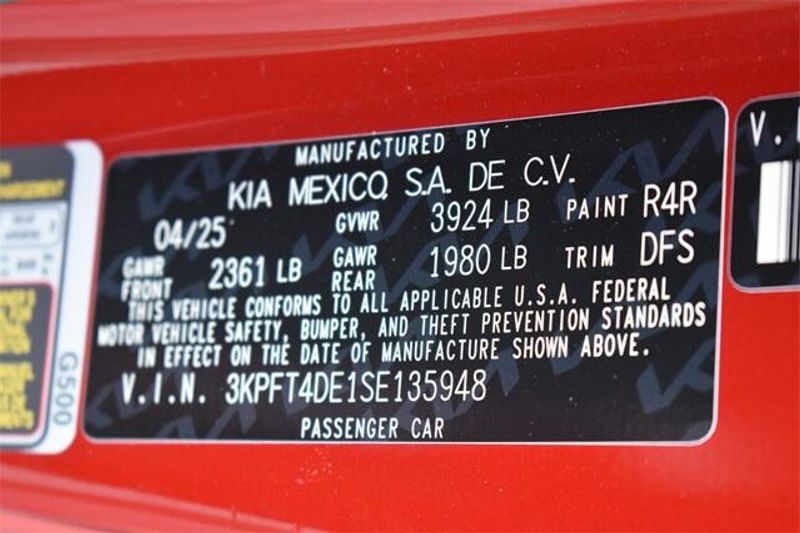 MANUFACTURED BY
KIA MEXICO, S.A. DE C.V.
04/25 GVWR 3924 LB PAINT R4R
GAWR FRONT 2361 LB GAWR REAR 1980 LB TRIM DFS
THIS VEHICLE CONFORMS TO ALL APPLICABLE U.S.A. FEDERAL
MOTOR VEHICLE SAFETY, BUMPER, AND THEFT PREVENTION STANDARDS
IN EFFECT ON THE DATE OF MANUFACTURE SHOWN ABOVE.
V.I.N. 3KPFT4DE1SE135948
PASSENGER CAR
G500
V.